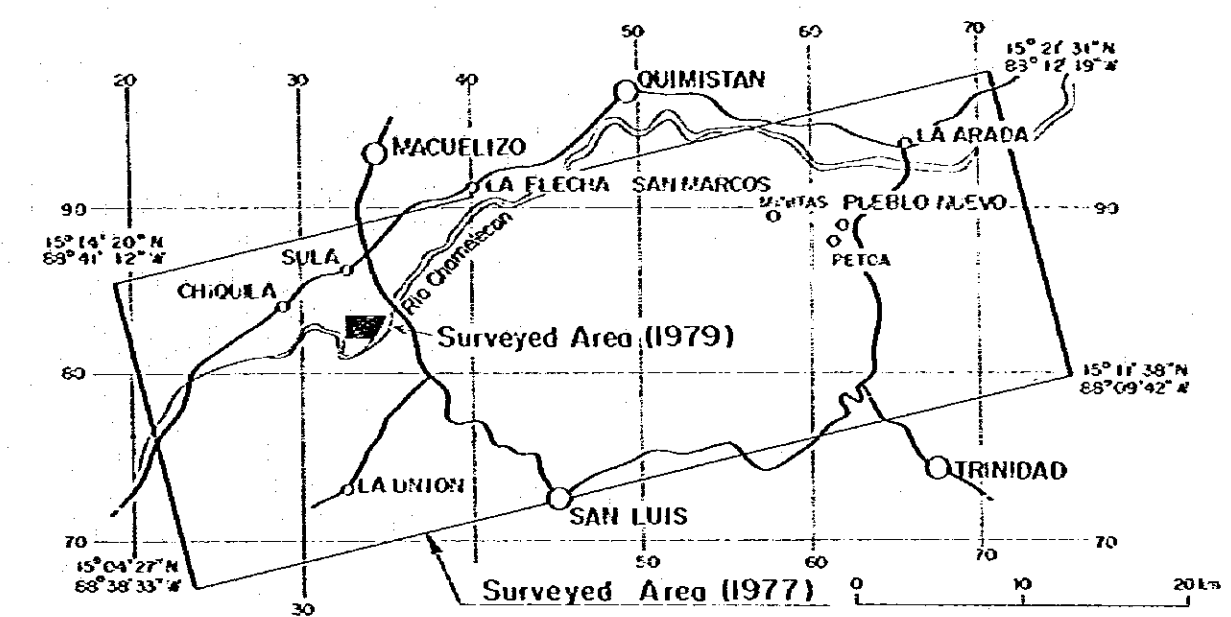 50
60
70
15° 21' 31" N
83° 12' 19" W
20
30
40
QUIMISTAN
MACUELIZO
LA ARADA
LA FLECHA SAN MARCOS
90
PUEBLO NUEVO
90
15° 14' 20" N
88° 41' 12" W
SULA
PETOA
CHIQUILA
Rio Chamelecon
Surveyed Area (1979)
80
15° 11' 38" N
88° 09' 42" W
LA UNION
TRINIDAD
SAN LUIS
70
70
15° 04' 27" N
88° 38' 33" W
50
60
70
Surveyed Area (1977)
0
10
20 km
30